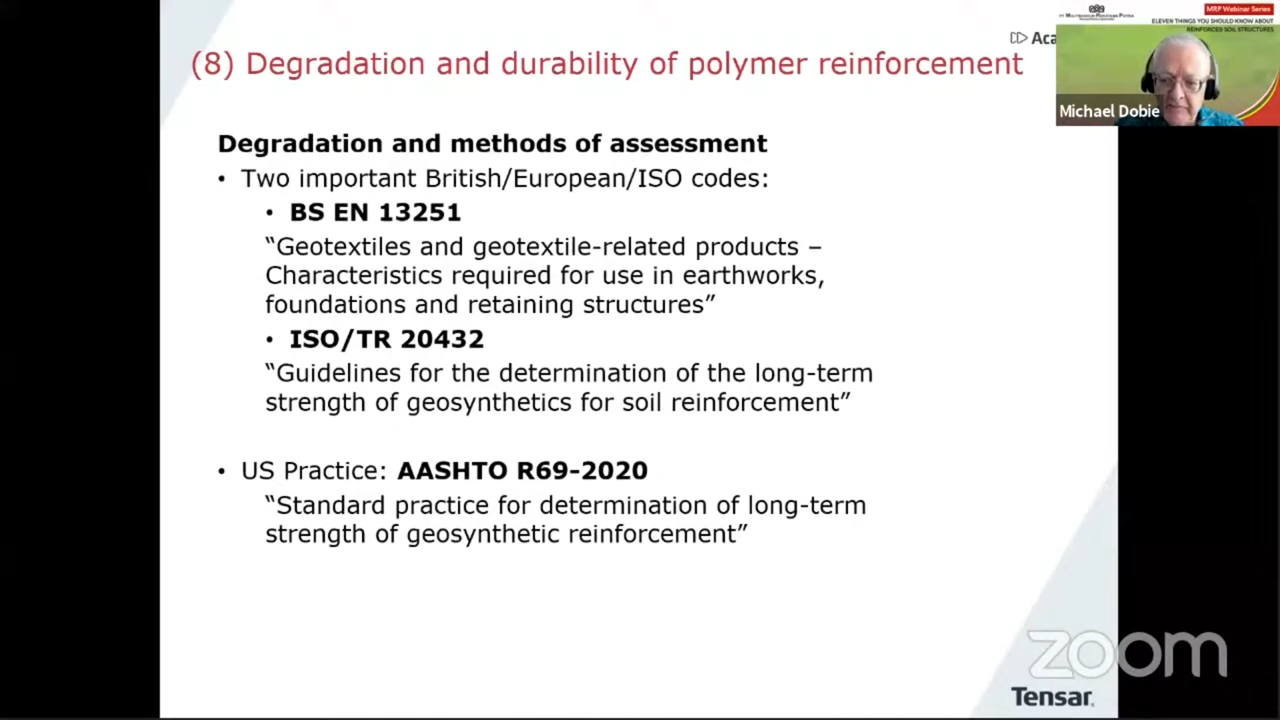 MRP Webinar Series
ELEVEN THINGS YOU SHOULD KNOW ABOUT
REINFORCED SOIL STRUCTURES
Aca
(8) Degradation and durability of polymer reinforcement
Michael Dobie
Degradation and methods of assessment
• Two important British/European/ISO codes:
• BS EN 13251
“Geotextiles and geotextile-related products –
Characteristics required for use in earthworks,
foundations and retaining structures”
• ISO/TR 20432
“Guidelines for the determination of the long-term
strength of geosynthetics for soil reinforcement”
• US Practice: AASHTO R69-2020
“Standard practice for determination of long-term
strength of geosynthetic reinforcement”
zoom
Tensar.